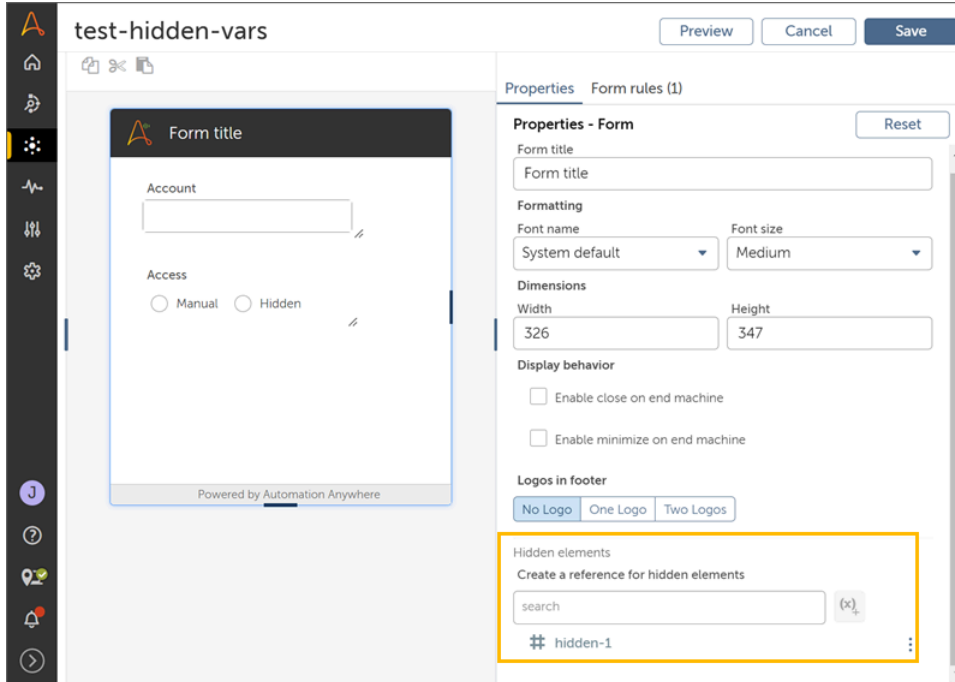 test-hidden-vars
Preview
Cancel
Save
Properties
Form rules (1)
Form title
Account
Access
Manual
Hidden
Powered by Automation Anywhere
J
Properties - Form
Reset
Form title
Form title
Formatting
Font name
Font size
System default
Medium
Dimensions
Width
Height
326
347
Display behavior
Enable close on end machine
Enable minimize on end machine
Logos in footer
No Logo
One Logo
Two Logos
Hidden elements
Create a reference for hidden elements
search
(x)+
hidden-1